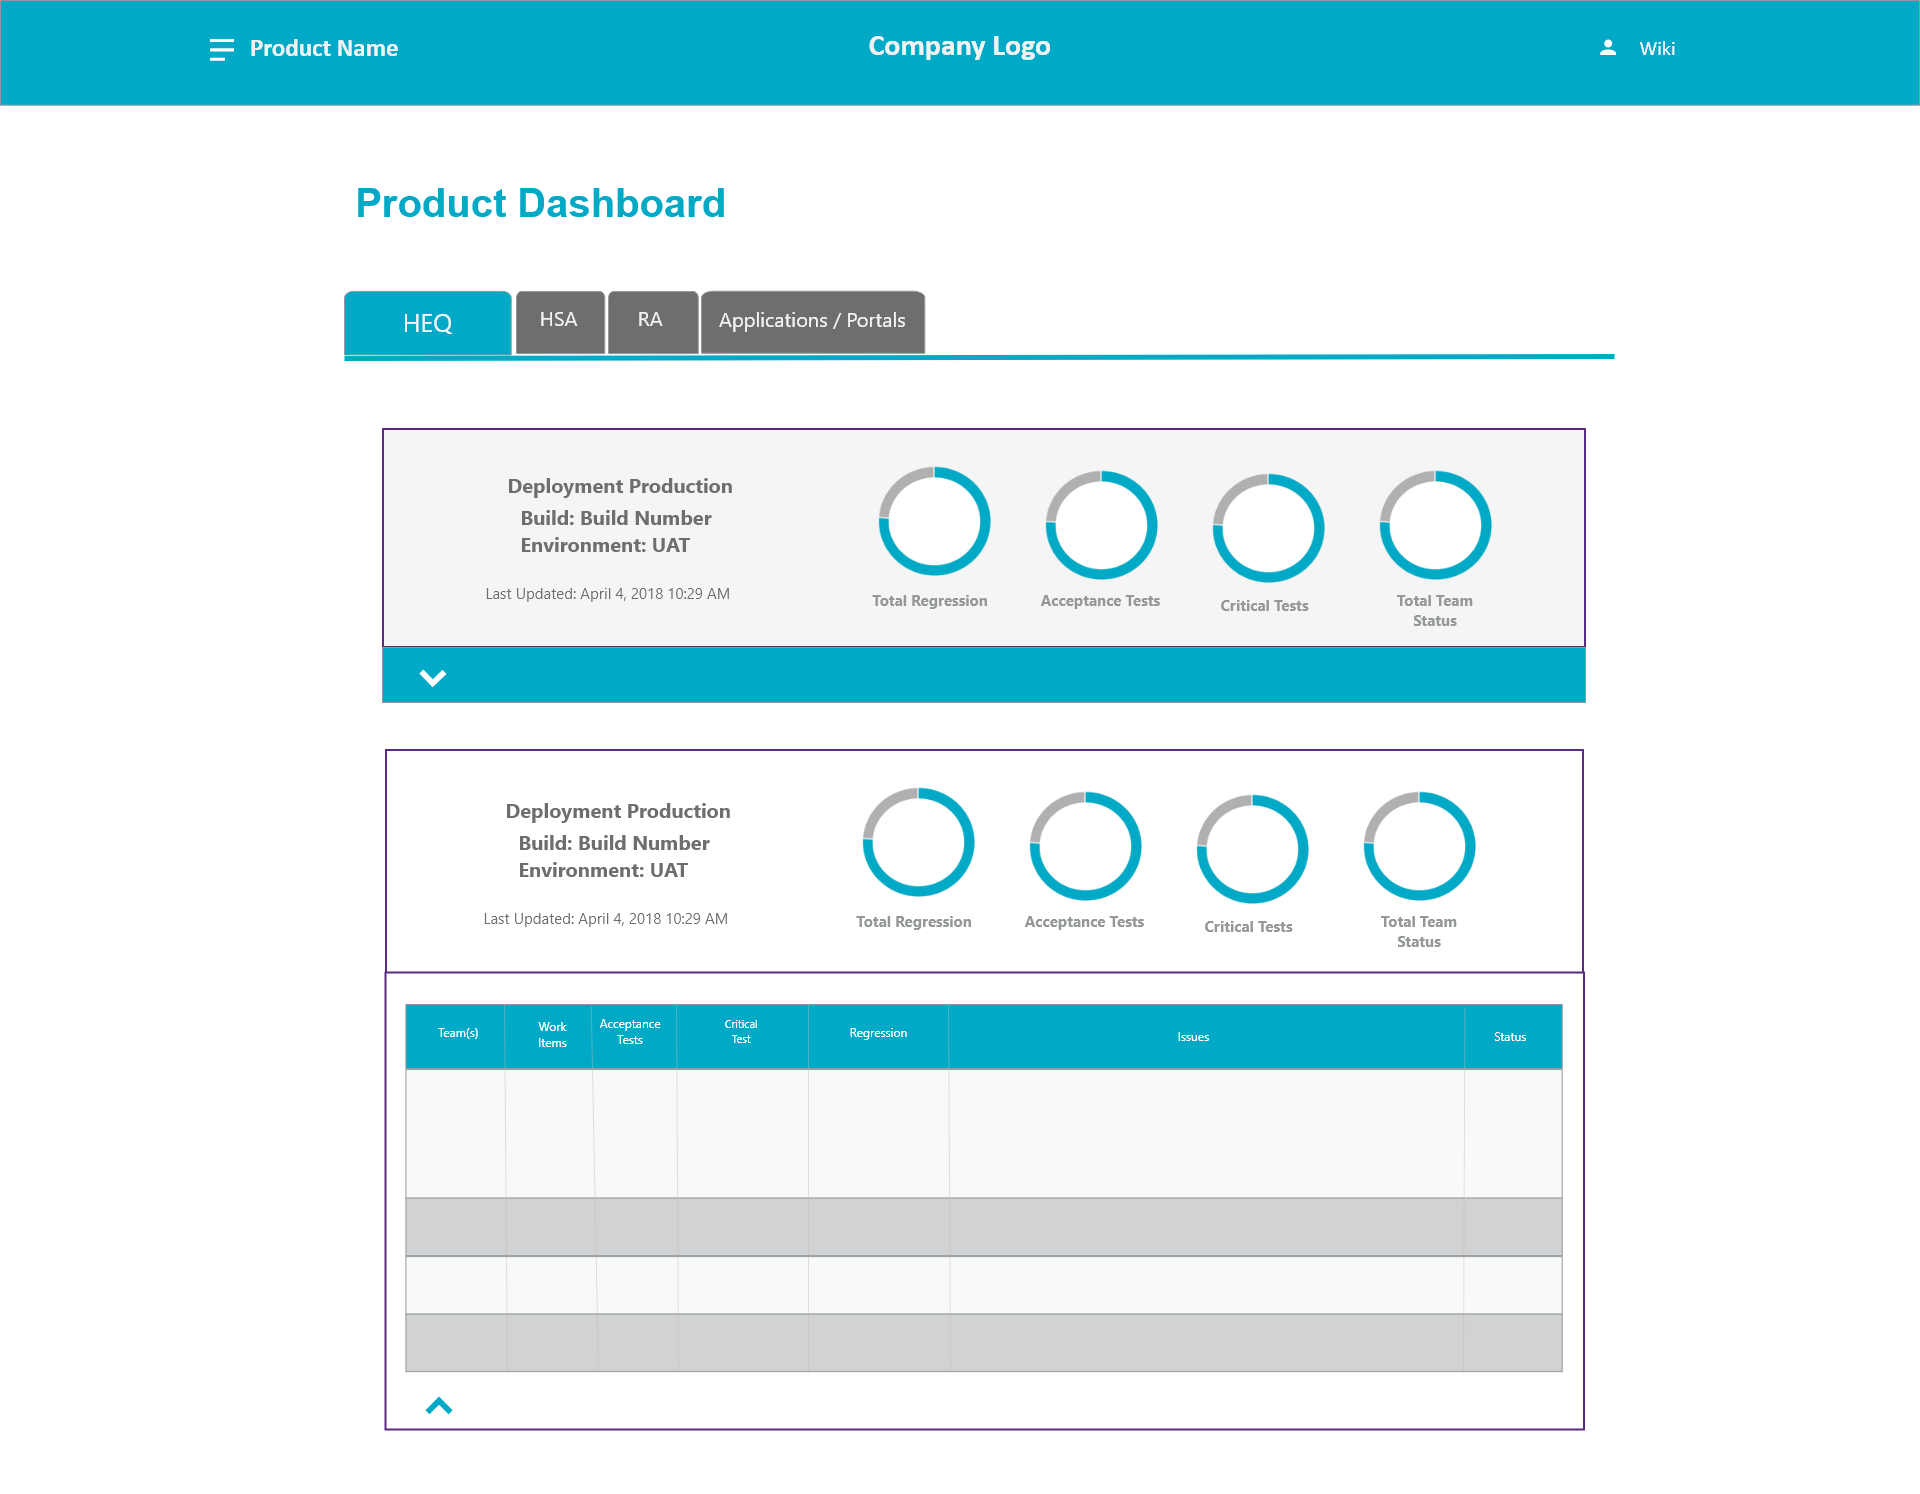 Product Name
Company Logo
Wiki
Product Dashboard
HEQ
HSA
RA
Applications / Portals
Deployment Production
Build: Build Number
Environment: UAT
Last Updated: April 4, 2018 10:29 AM
Total Regression
Acceptance Tests
Critical Tests
Total Team
Status
Deployment Production
Build: Build Number
Environment: UAT
Last Updated: April 4, 2018 10:29 AM
Total Regression
Acceptance Tests
Critical Tests
Total Team
Status
Team(s)
Work
Items
Acceptance
Tests
Critical
Test
Regression
Issues
Status